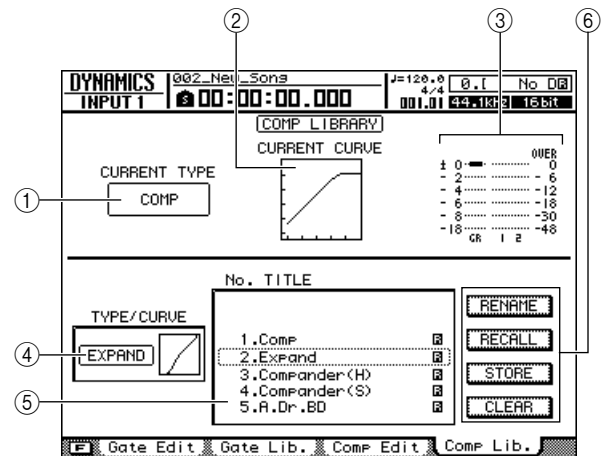 ② ③ ⑥
DYNAMICS
INPUT 1
002_New_Song
S 00:00:00.000
♩=120.0
4/4
001.01
0.[ No D R
44.1kHz 16bit
COMP LIBRARY
CURRENT CURVE
CURRENT TYPE
① COMP
OVER
± 0 0
- 2 - 6
- 4 -12
- 6 -18
- 8 -30
-18 -48
GR 1 2
No. TITLE
TYPE/CURVE
④ EXPAND
⑤
1.Comp R
2.Expand R
3.Compander(H) R
4.Compander(S) R
5.A.Dr.BD R
RENAME
RECALL
STORE
CLEAR
F Gate Edit Gate Lib. Comp Edit Comp Lib.